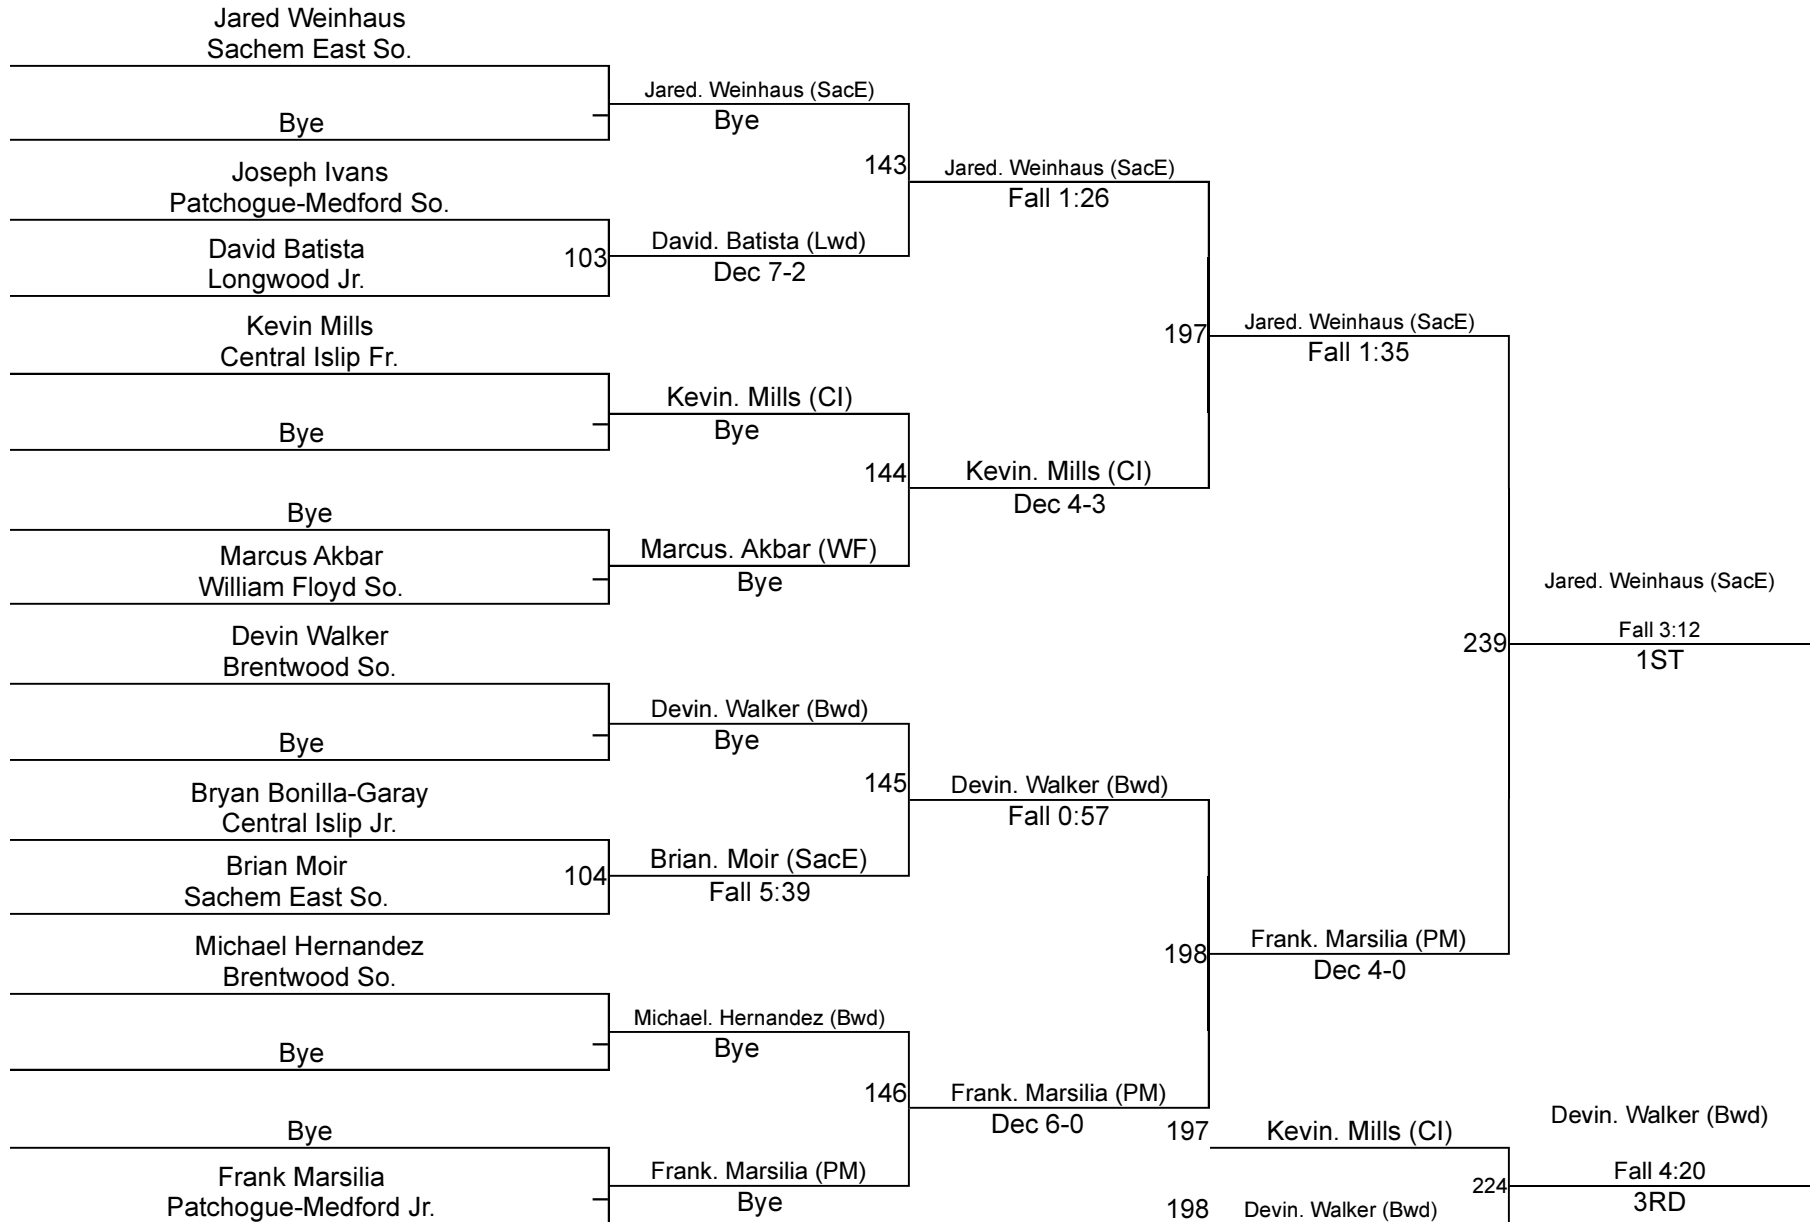 Jared Weinhaus
Sachem East So.
Bye
Joseph Ivans
Patchogue-Medford So.
David Batista
Longwood Jr.
103
Kevin Mills
Central Islip Fr.
Bye
Bye
Marcus Akbar
William Floyd So.
Devin Walker
Brentwood So.
Bye
Bryan Bonilla-Garay
Central Islip Jr.
Brian Moir
Sachem East So.
104
Michael Hernandez
Brentwood So.
Bye
Bye
Frank Marsilia
Patchogue-Medford Jr.
Jared. Weinhaus (SacE)
Bye
143
David. Batista (Lwd)
Dec 7-2
Kevin. Mills (CI)
Bye
144
Marcus. Akbar (WF)
Bye
Devin. Walker (Bwd)
Bye
145
Brian. Moir (SacE)
Fall 5:39
Michael. Hernandez (Bwd)
Bye
146
Frank. Marsilia (PM)
Bye
Jared. Weinhaus (SacE)
Fall 1:26
197
Kevin. Mills (CI)
Dec 4-3
Devin. Walker (Bwd)
Fall 0:57
198
Frank. Marsilia (PM)
Dec 6-0
Jared. Weinhaus (SacE)
Fall 1:35
239
Frank. Marsilia (PM)
Dec 4-0
Jared. Weinhaus (SacE)
Fall 3:12
1ST
197
Kevin. Mills (CI)
224
198
Devin. Walker (Bwd)
Devin. Walker (Bwd)
Fall 4:20
3RD